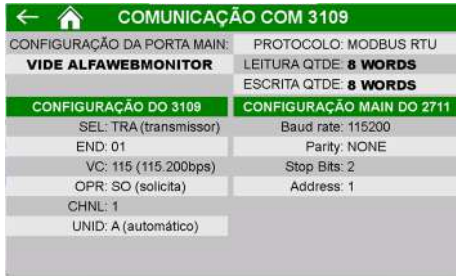 COMUNICAÇÃO COM 3109
CONFIGURAÇÃO DA PORTA MAIN:
VIDE ALFAWEBMONITOR
PROTOCOLO: MODBUS RTU
LEITURA QTDE: 8 WORDS
ESCRITA QTDE: 8 WORDS
CONFIGURAÇÃO DO 3109
SEL: TRA (transmissor)
END: 01
VC: 115 (115.200bps)
OPR: SO (solicita)
CHNL: 1
UNID: A (automático)
CONFIGURAÇÃO MAIN DO 2711
Baud rate: 115200
Parity: NONE
Stop Bits: 2
Address: 1